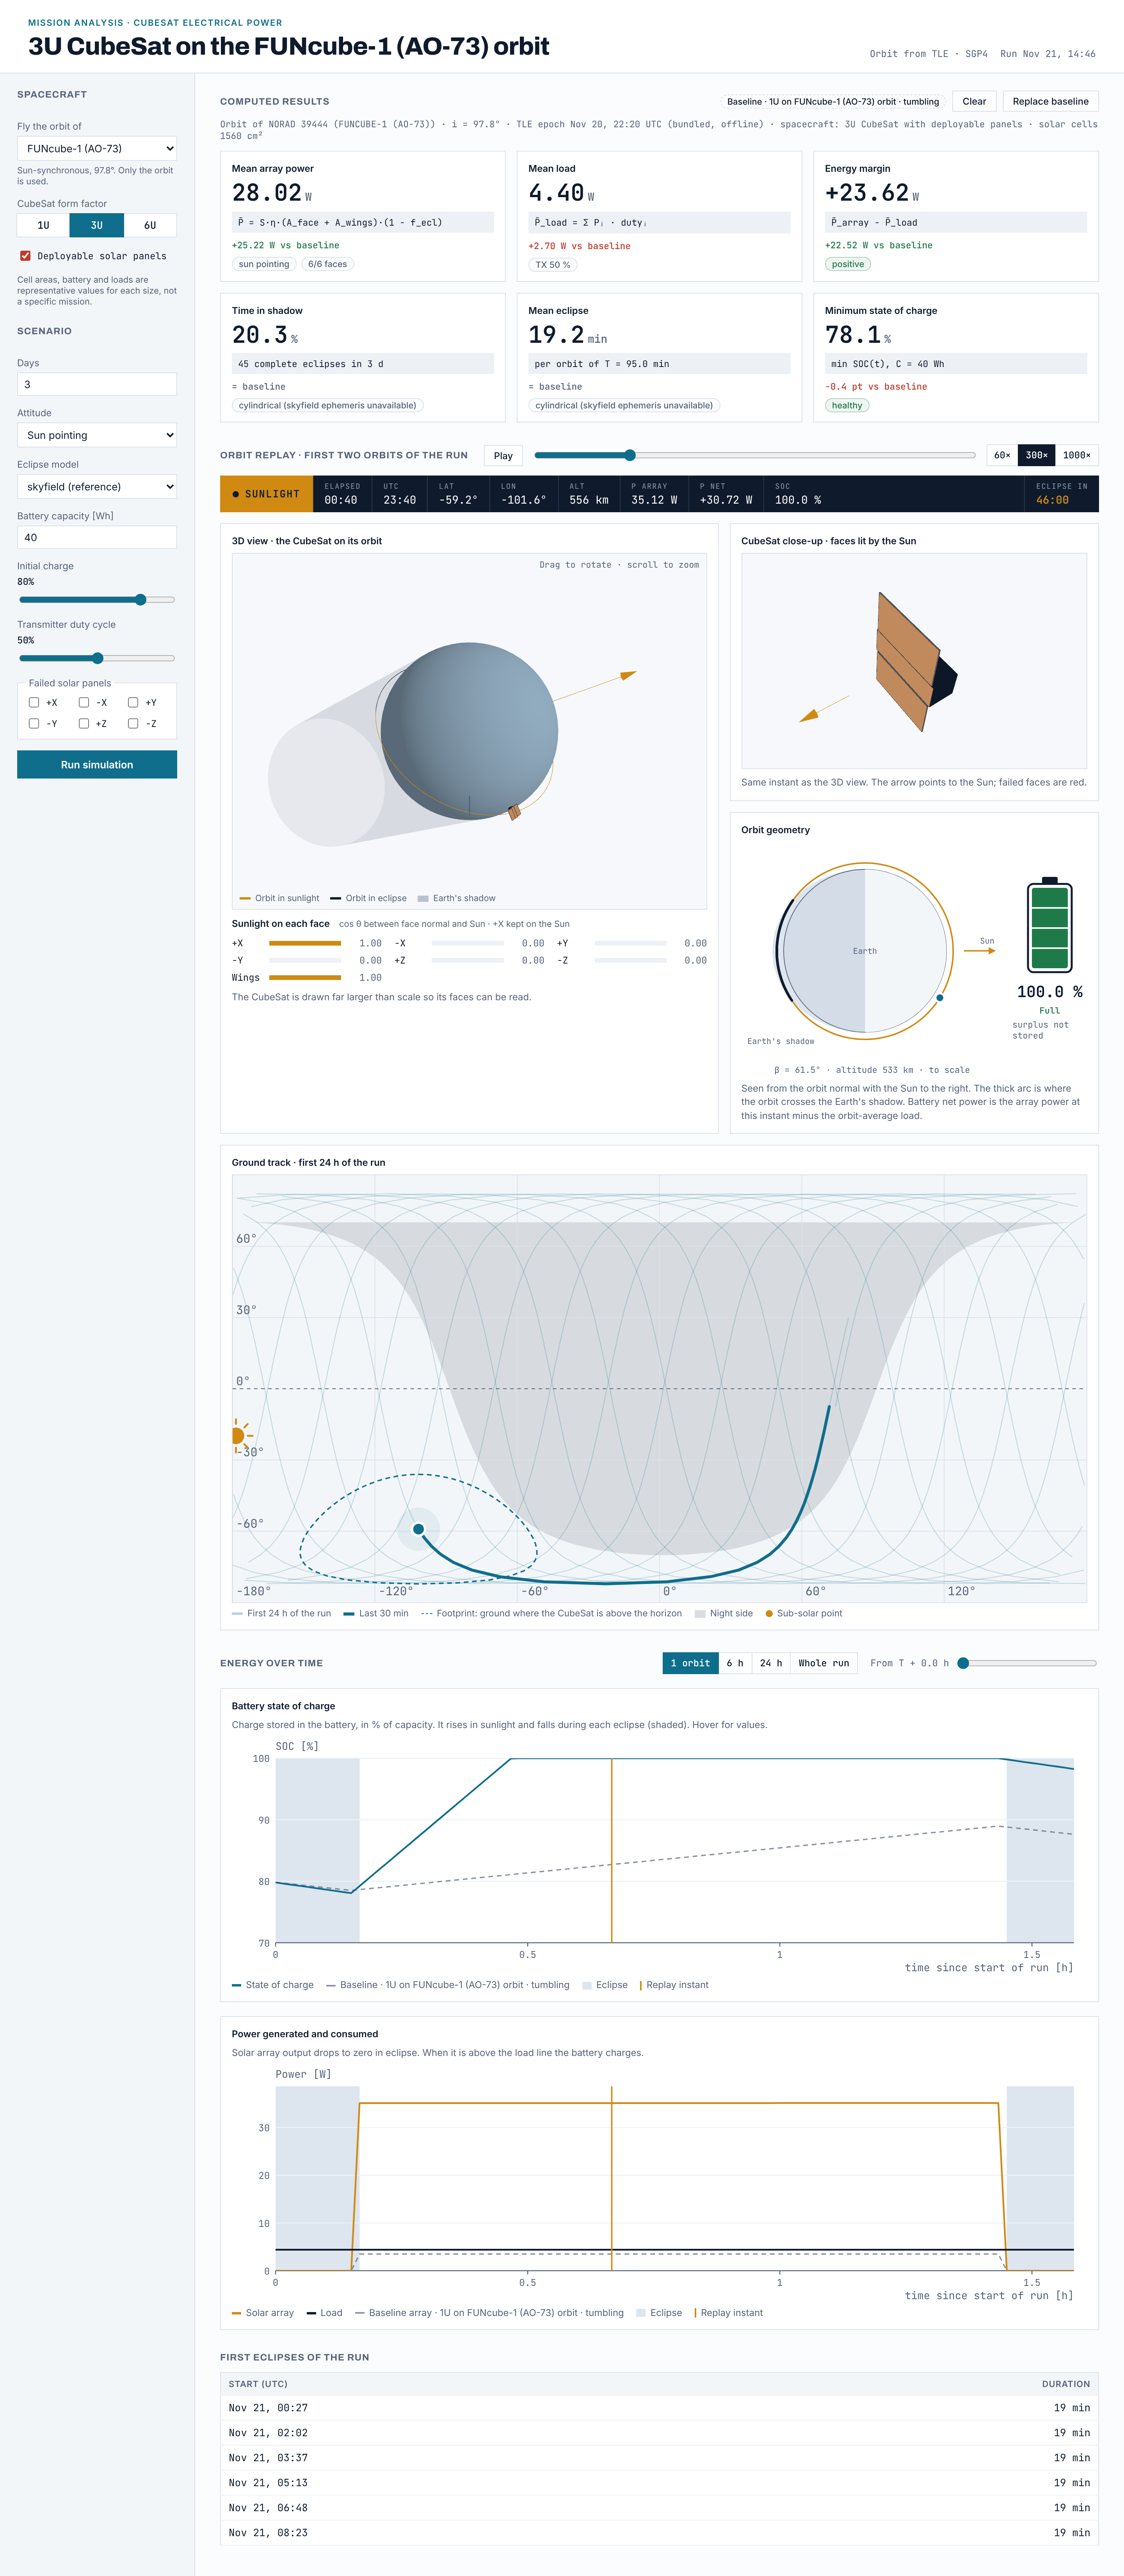 MISSION ANALYSIS · CUBESAT ELECTRICAL POWER
3U CubeSat on the FUNcube-1 (AO-73) orbit
Orbit from TLE · SGP4 Run Nov 21, 14:46
SPACECRAFT
Fly the orbit of
FUNcube-1 (AO-73)
Sun-synchronous, 97.8°. Only the orbit
is used.
CubeSat form factor
1U 3U 6U
Deployable solar panels
Cell areas, battery and loads are
representative values for each size, not
a specific mission.
SCENARIO
Days
3
Attitude
Sun pointing
Eclipse model
skyfield (reference)
Battery capacity [Wh]
40
Initial charge
80%
Transmitter duty cycle
50%
Failed solar panels
+X -X +Y
-Y +Z -Z
Run simulation
COMPUTED RESULTS
Baseline · 1U on FUNcube-1 (AO-73) orbit · tumbling
Clear
Replace baseline
Orbit of NORAD 39444 (FUNCUBE-1 (AO-73)) · i = 97.8° · TLE epoch Nov 20, 22:20 UTC (bundled, offline) · spacecraft: 3U CubeSat with deployable panels · solar cells
1560 cm²
Mean array power
28.02 W
P̄ = S·η·(A_face + A_wings)·(1 - f_ecl)
+25.22 W vs baseline
sun pointing 6/6 faces
Mean load
4.40 W
P̄_load = Σ Pᵢ · dutyᵢ
+2.70 W vs baseline
TX 50 %
Energy margin
+23.62 W
P̄_array - P̄_load
+22.52 W vs baseline
positive
Time in shadow
20.3 %
45 complete eclipses in 3 d
= baseline
cylindrical (skyfield ephemeris unavailable)
Mean eclipse
19.2 min
per orbit of T = 95.0 min
= baseline
cylindrical (skyfield ephemeris unavailable)
Minimum state of charge
78.1 %
min SOC(t), C = 40 Wh
-0.4 pt vs baseline
healthy
ORBIT REPLAY · FIRST TWO ORBITS OF THE RUN
Play
60× 300× 1000×
SUNLIGHT
ELAPSED
00:40
UTC
23:40
LAT
-59.2°
LON
-101.6°
ALT
556 km
P ARRAY
35.12 W
P NET
+30.72 W
SOC
100.0 %
ECLIPSE IN
46:00
3D view · the CubeSat on its orbit
Drag to rotate · scroll to zoom
Orbit in sunlight Orbit in eclipse Earth's shadow
Sunlight on each face cos θ between face normal and Sun · +X kept on the Sun
+X 1.00 -X 0.00 +Y 0.00
-Y 0.00 +Z 0.00 -Z 0.00
Wings 1.00
The CubeSat is drawn far larger than scale so its faces can be read.
CubeSat close-up · faces lit by the Sun
Same instant as the 3D view. The arrow points to the Sun; failed faces are red.
Orbit geometry
Earth
Sun
Earth's shadow
100.0 %
Full
surplus not
stored
β = 61.5° · altitude 533 km · to scale
Seen from the orbit normal with the Sun to the right. The thick arc is where
the orbit crosses the Earth's shadow. Battery net power is the array power at
this instant minus the orbit-average load.
Ground track · first 24 h of the run
60°
30°
0°
-30°
-60°
-180° -120° -60° 0° 60° 120°
First 24 h of the run Last 30 min Footprint: ground where the CubeSat is above the horizon Night side Sub-solar point
ENERGY OVER TIME
1 orbit 6 h 24 h Whole run
From T + 0.0 h
Battery state of charge
Charge stored in the battery, in % of capacity. It rises in sunlight and falls during each eclipse (shaded). Hover for values.
SOC [%]
100
90
80
70
0 0.5 1 1.5
time since start of run [h]
State of charge Baseline · 1U on FUNcube-1 (AO-73) orbit · tumbling Eclipse Replay instant
Power generated and consumed
Solar array output drops to zero in eclipse. When it is above the load line the battery charges.
Power [W]
30
20
10
0
0 0.5 1 1.5
time since start of run [h]
Solar array Load Baseline array · 1U on FUNcube-1 (AO-73) orbit · tumbling Eclipse Replay instant
FIRST ECLIPSES OF THE RUN
START (UTC) DURATION
Nov 21, 00:27 19 min
Nov 21, 02:02 19 min
Nov 21, 03:37 19 min
Nov 21, 05:13 19 min
Nov 21, 06:48 19 min
Nov 21, 08:23 19 min